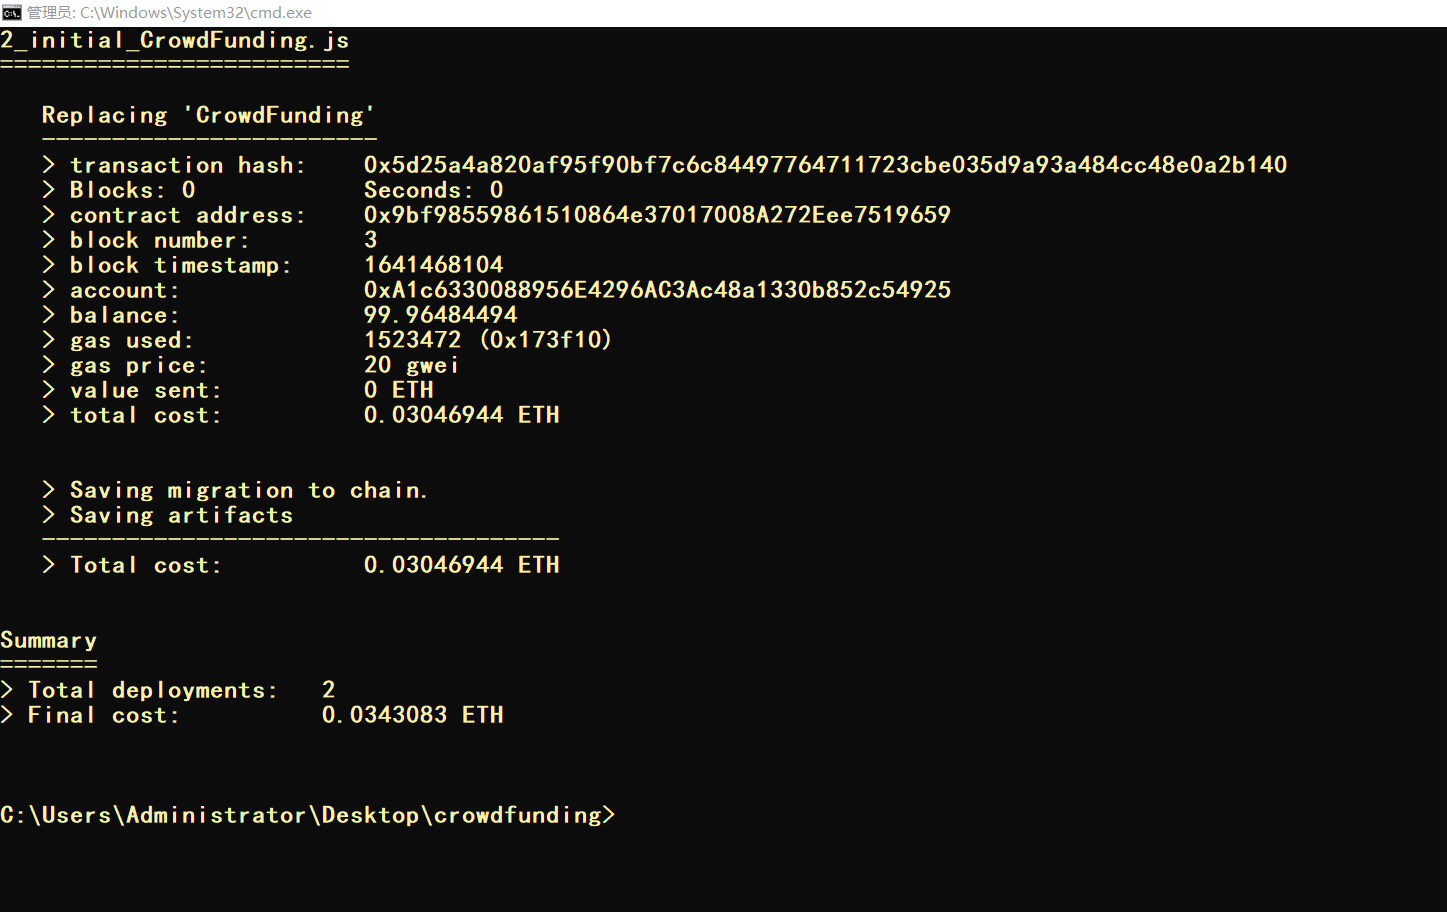 管理员: C:\Windows\System32\cmd.exe
2_initial_CrowdFunding.js
=========================
Replacing 'CrowdFunding'
------------------------
> transaction hash: 0x5d25a4a820af95f90bf7c6c84497764711723cbe035d9a93a484cc48e0a2b140
> Blocks: 0 Seconds: 0
> contract address: 0x9bf98559861510864e37017008A272Eee7519659
> block number: 3
> block timestamp: 1641468104
> account: 0xA1c6330088956E4296AC3Ac48a1330b852c54925
> balance: 99.96484494
> gas used: 1523472 (0x173f10)
> gas price: 20 gwei
> value sent: 0 ETH
> total cost: 0.03046944 ETH
> Saving migration to chain.
> Saving artifacts
-------------------------------------
> Total cost: 0.03046944 ETH
Summary
=======
> Total deployments: 2
> Final cost: 0.0343083 ETH
C:\Users\Administrator\Desktop\crowdfunding>